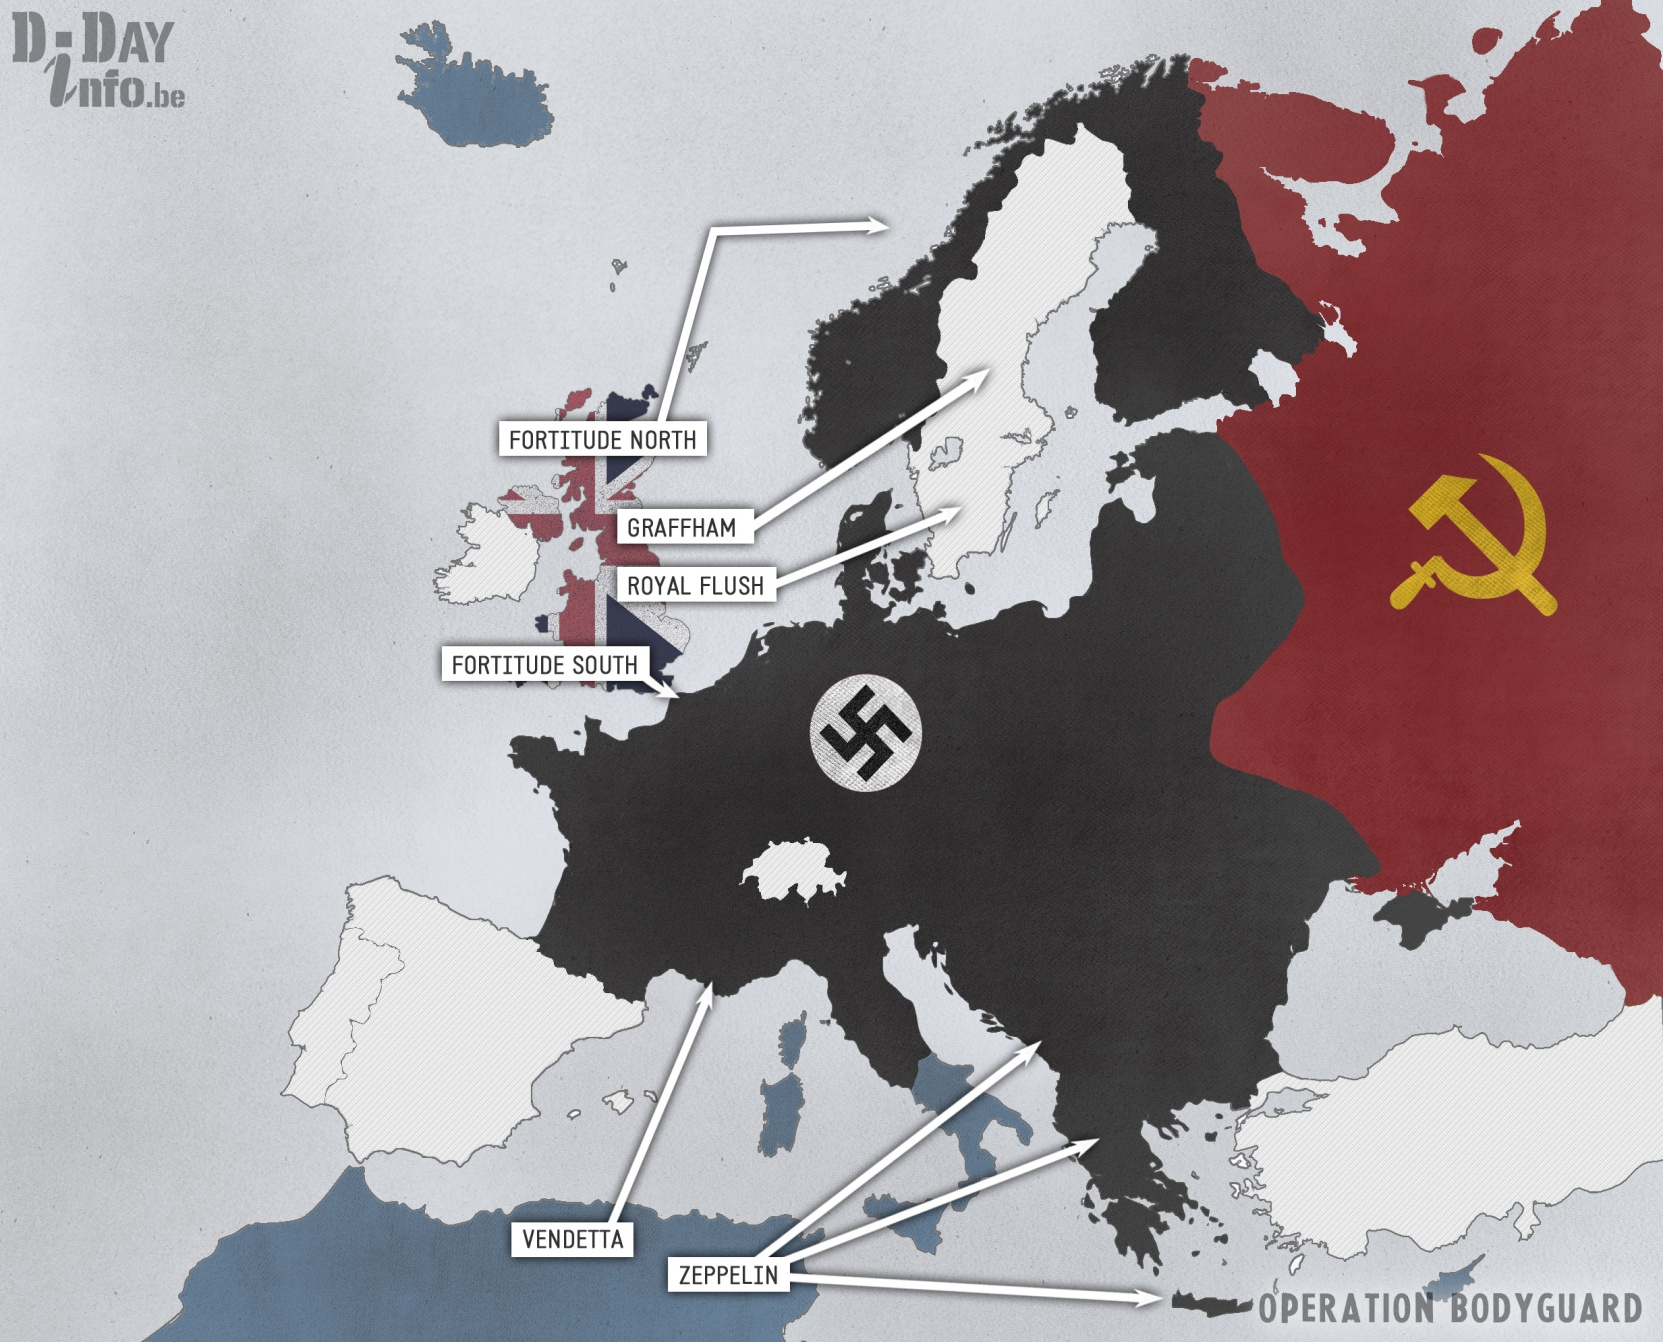 D-DAY
info.be
FORTITUDE NORTH
GRAFFHAM
ROYAL FLUSH
FORTITUDE SOUTH
VENDETTA
ZEPPELIN
OPERATION BODYGUARD